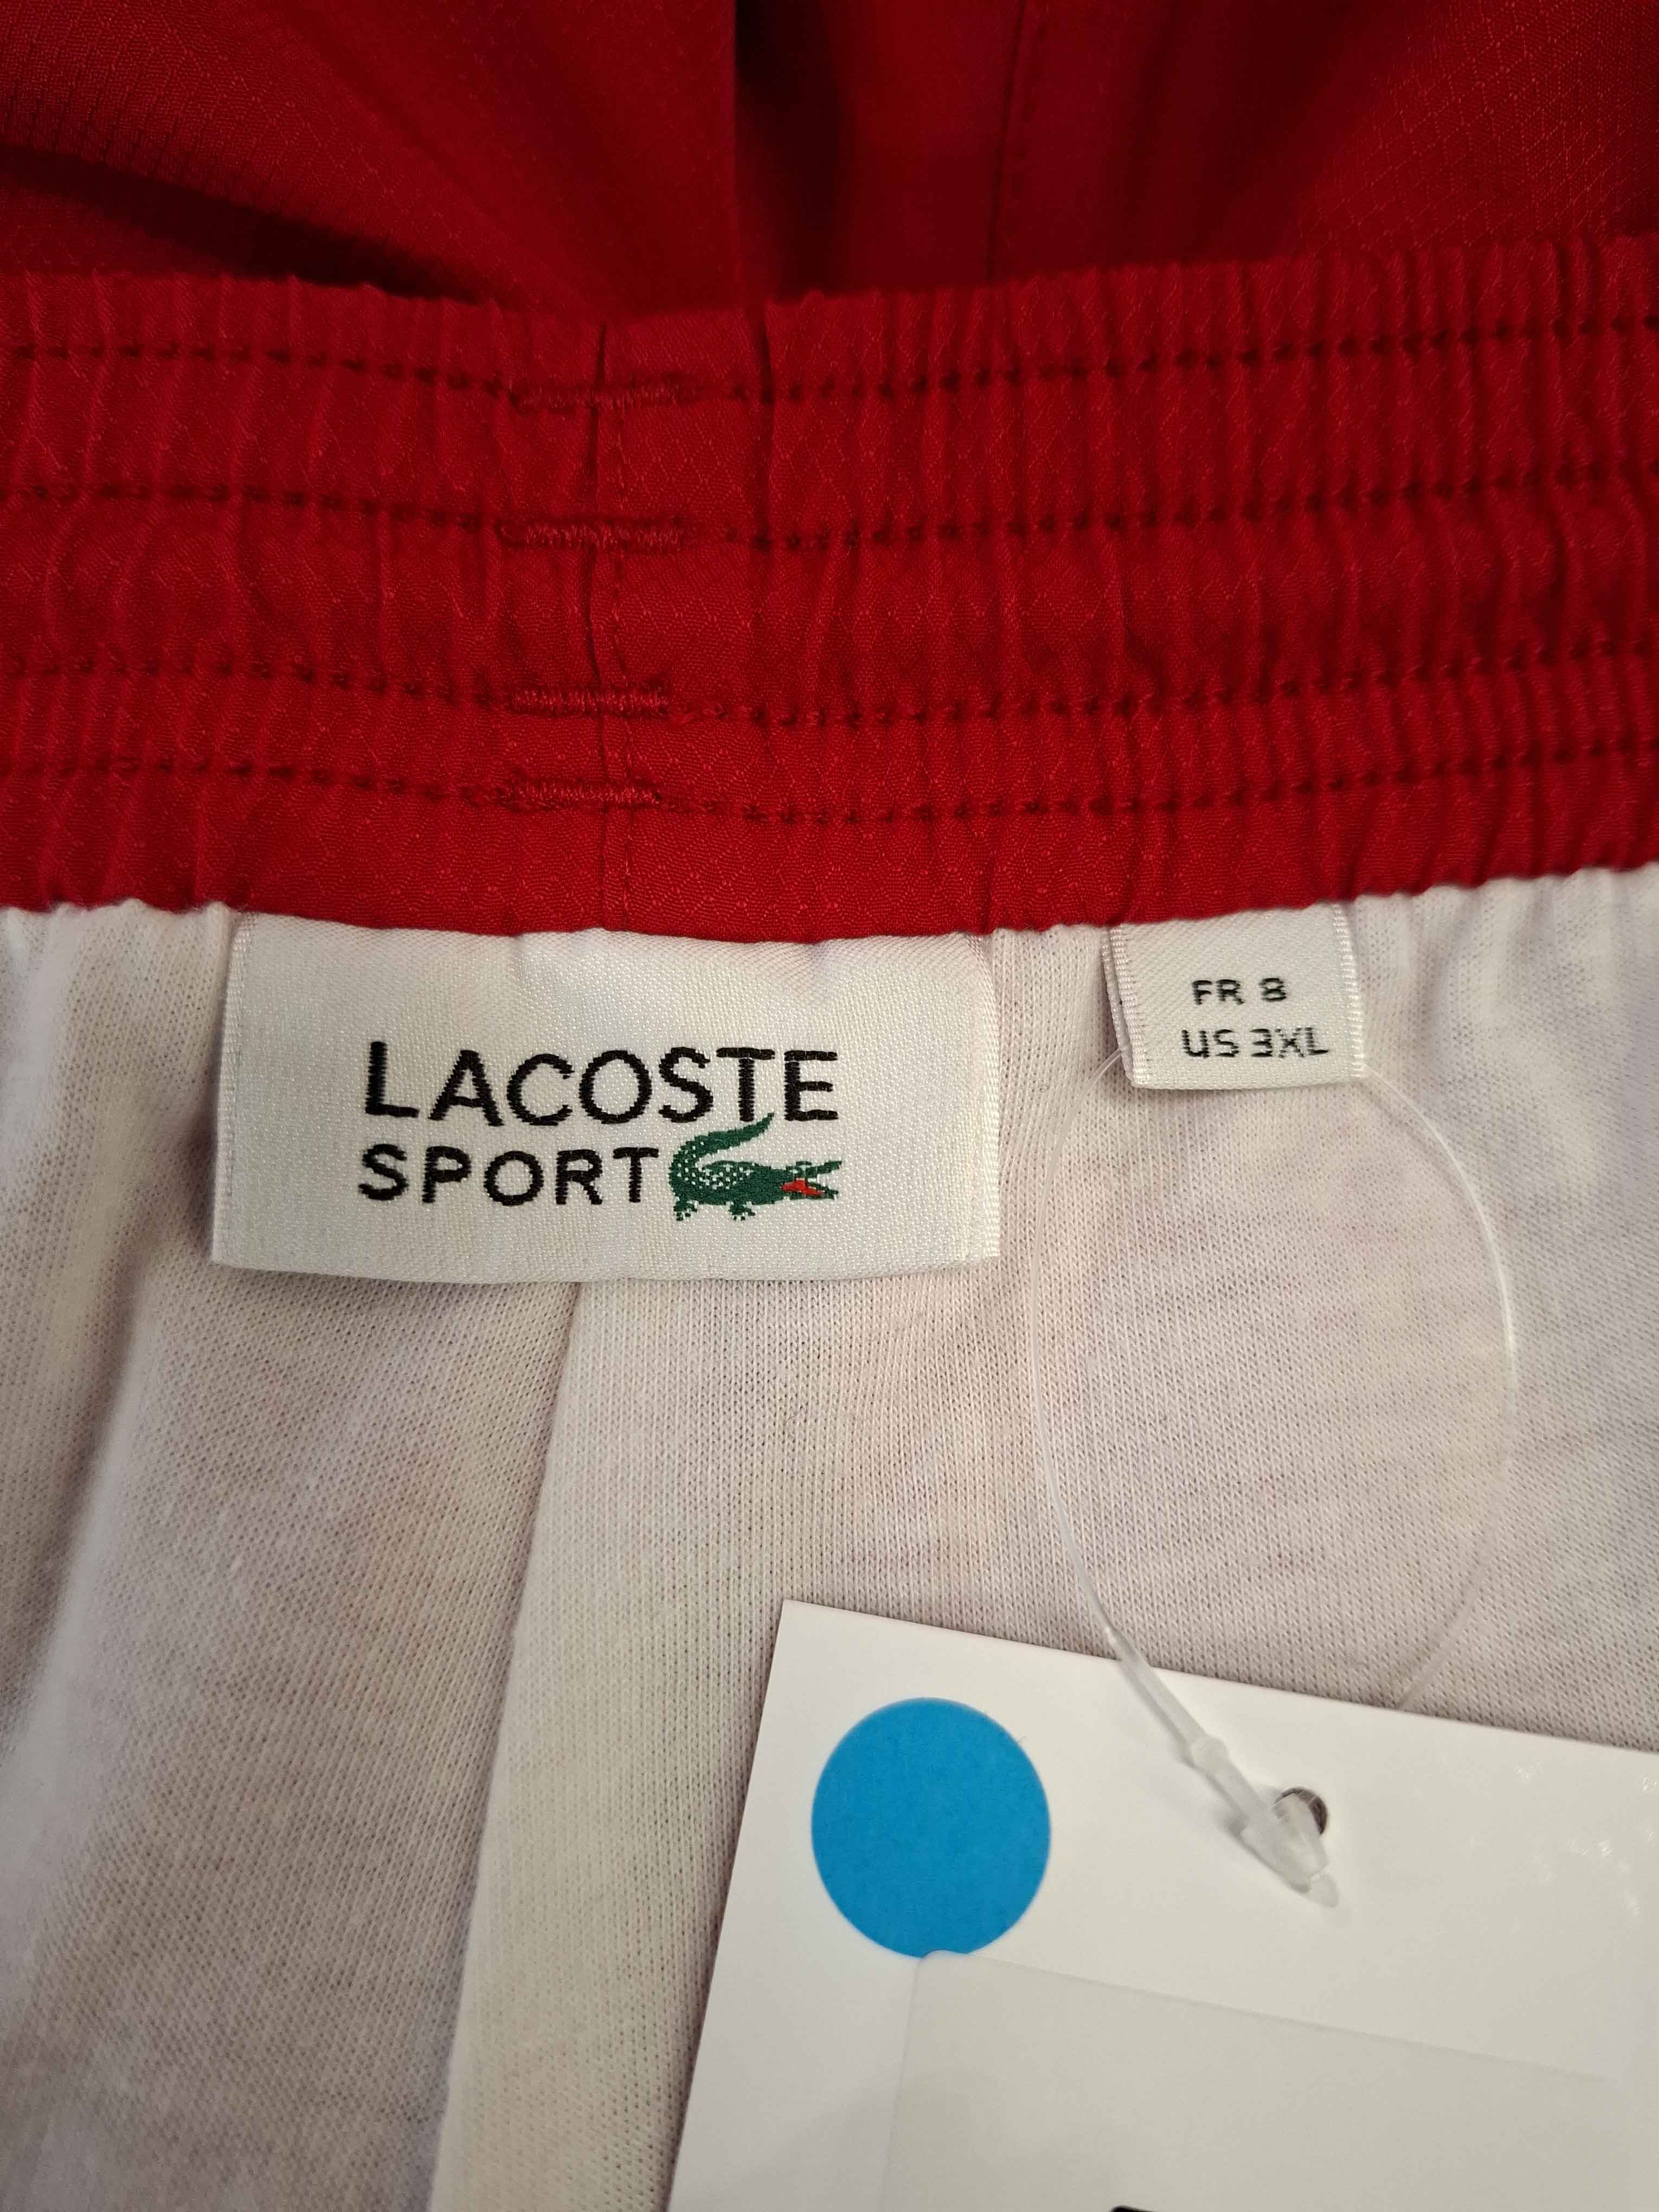 LACOSTE
SPORT
FR 8
US 3XL